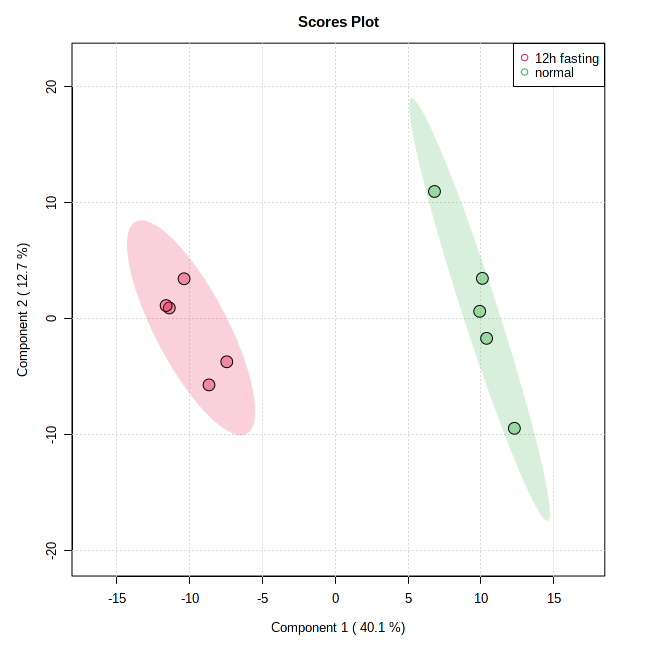 Scores Plot
12h fasting
normal
20
10
0
-10
-20
Component 2 ( 12.7 %)
-15 -10 -5 0 5 10 15
Component 1 ( 40.1 %)